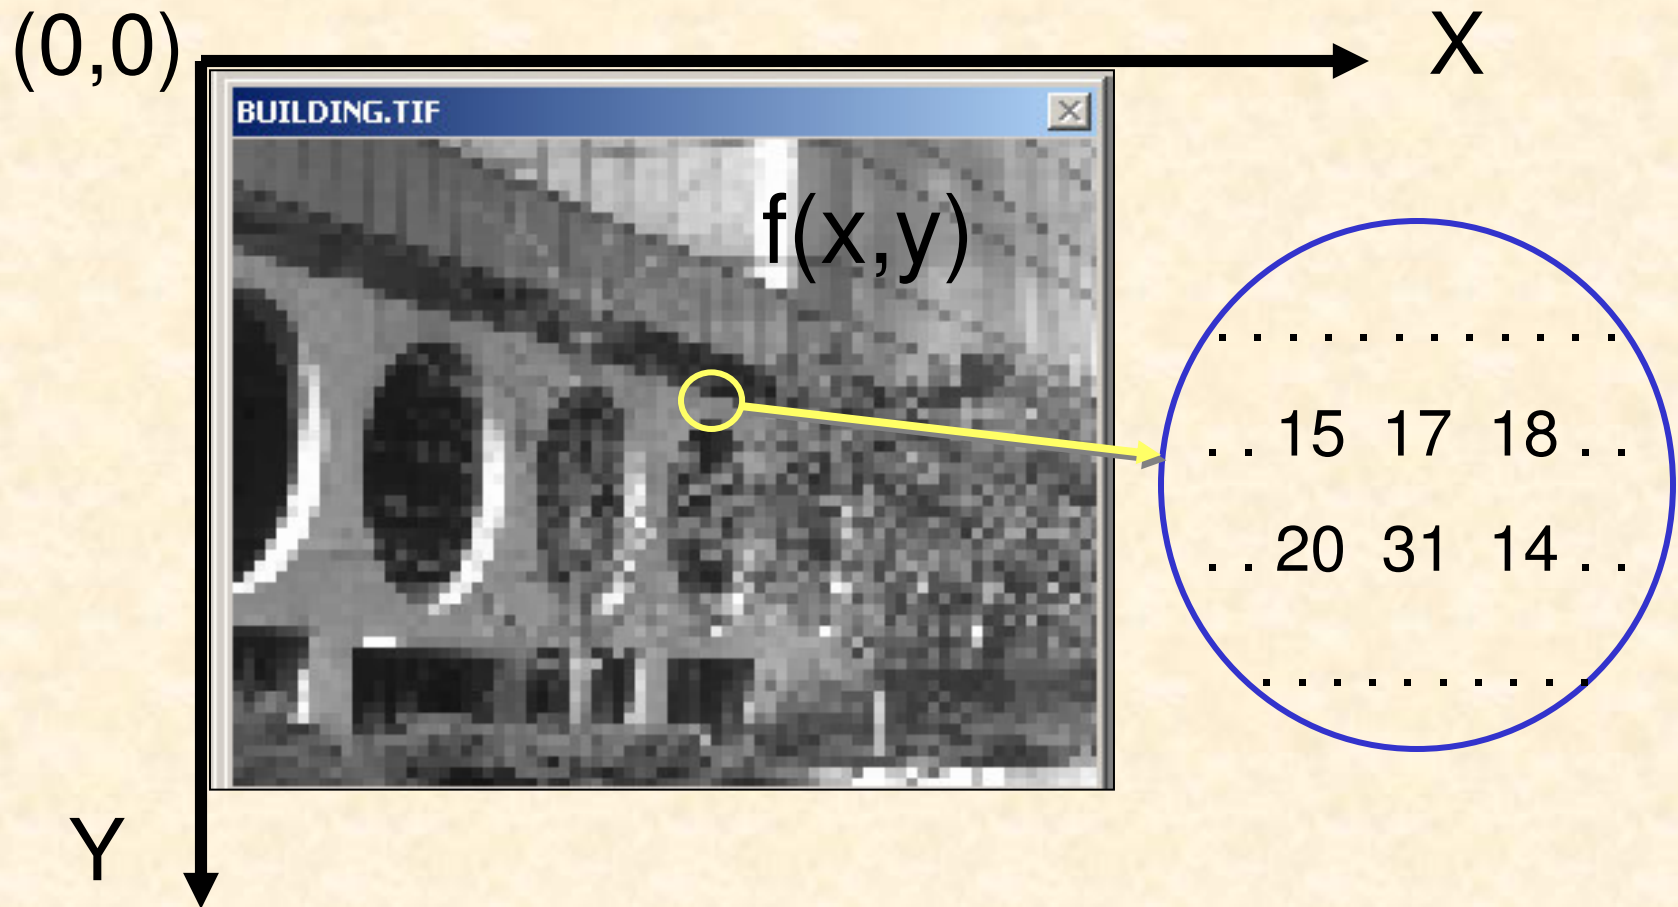 (0,0) X
BUILDING.TIF
f(x,y)
. . . . . . . . . . . .
. . 15 17 18 . .
. . 20 31 14 . .
. . . . . . . . . .
Y